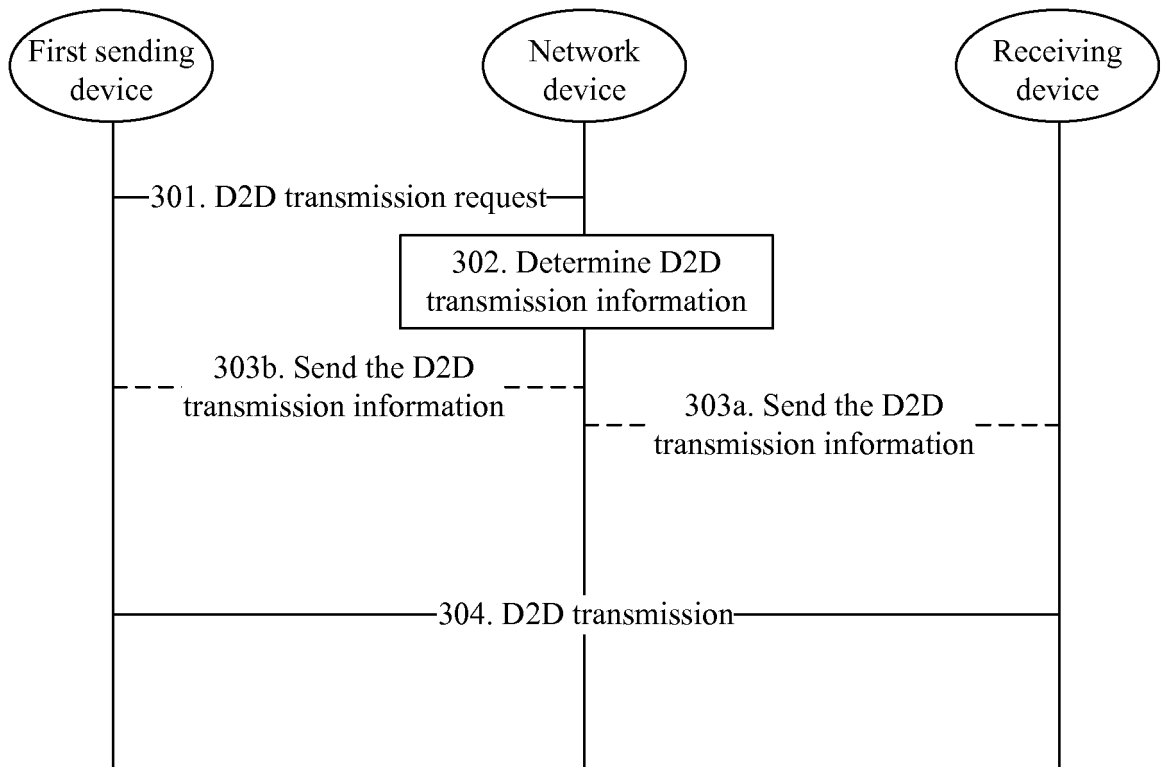 First sending
device
Network
device
Receiving
device
301. D2D transmission request
302. Determine D2D
transmission information
303b. Send the D2D
transmission information
303a. Send the D2D
transmission information
304. D2D transmission